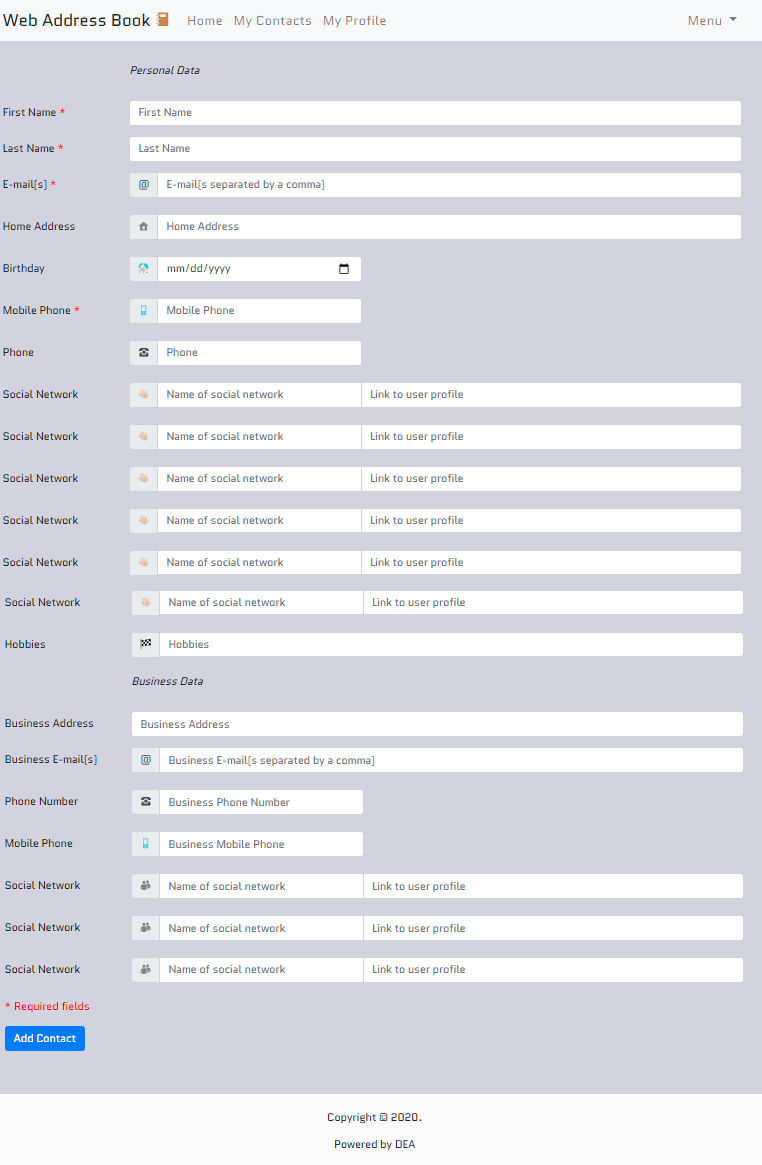 Web Address Book Home My Contacts My Profile Menu
Personal Data
First Name * First Name
Last Name * Last Name
E-mail[s] * @ E-mail[s separated by a comma]
Home Address Home Address
Birthday mm/dd/yyyy
Mobile Phone * Mobile Phone
Phone Phone
Social Network Name of social network Link to user profile
Social Network Name of social network Link to user profile
Social Network Name of social network Link to user profile
Social Network Name of social network Link to user profile
Social Network Name of social network Link to user profile
Social Network Name of social network Link to user profile
Hobbies Hobbies
Business Data
Business Address Business Address
Business E-mail[s] @ Business E-mail[s separated by a comma]
Phone Number Business Phone Number
Mobile Phone Business Mobile Phone
Social Network Name of social network Link to user profile
Social Network Name of social network Link to user profile
Social Network Name of social network Link to user profile
* Required fields
Add Contact
Copyright © 2020.
Powered by DEA